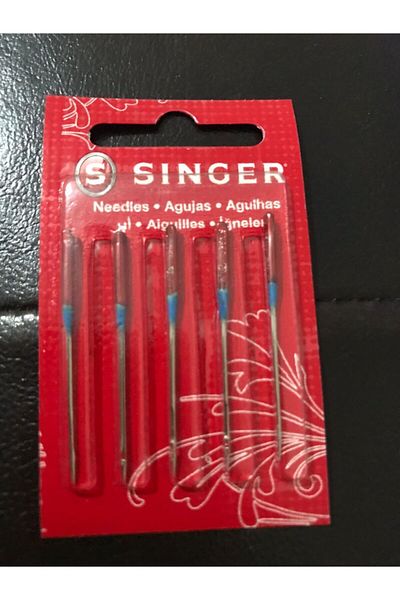 S SINGER
Needles • Agujas • Agulhas
Aiguilles